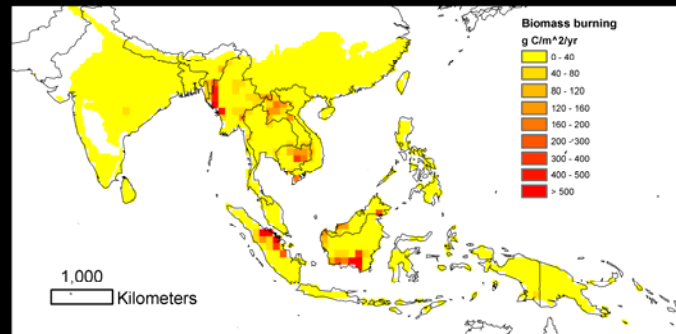 Biomass burning
g C/m^2/yr
0 - 40
40 - 80
80 - 120
120 - 160
160 - 200
200 - 300
300 - 400
400 - 500
> 500
1,000
Kilometers